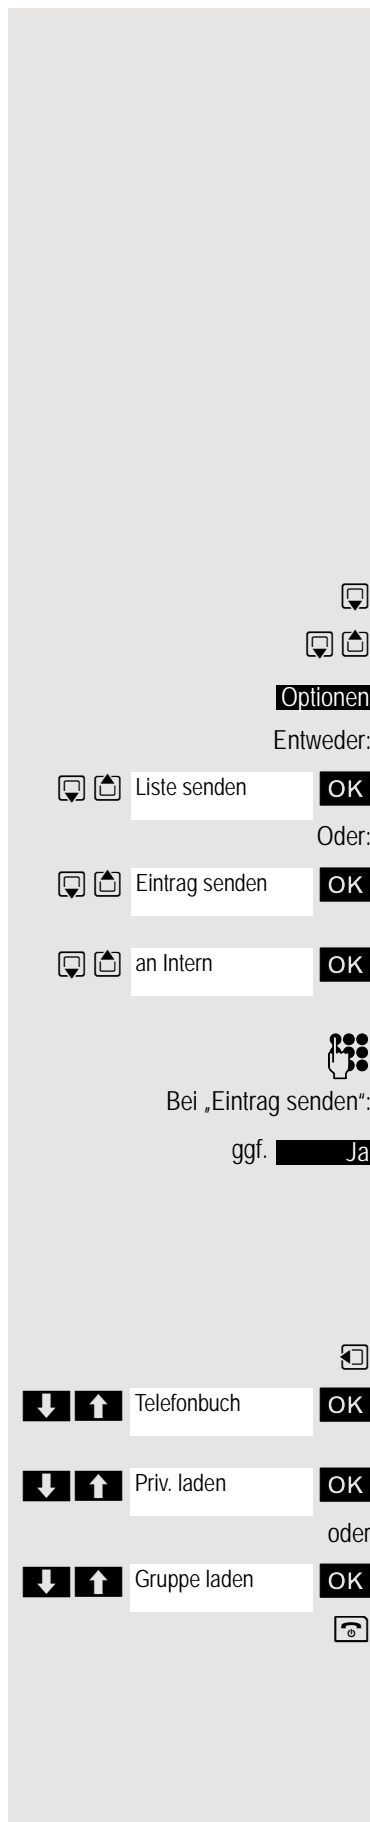 Optionen
Entweder:
Liste senden OK
Oder:
Eintrag senden OK
an Intern OK
Bei „Eintrag senden“:
ggf. Ja
Telefonbuch OK
Priv. laden OK
oder
Gruppe laden OK